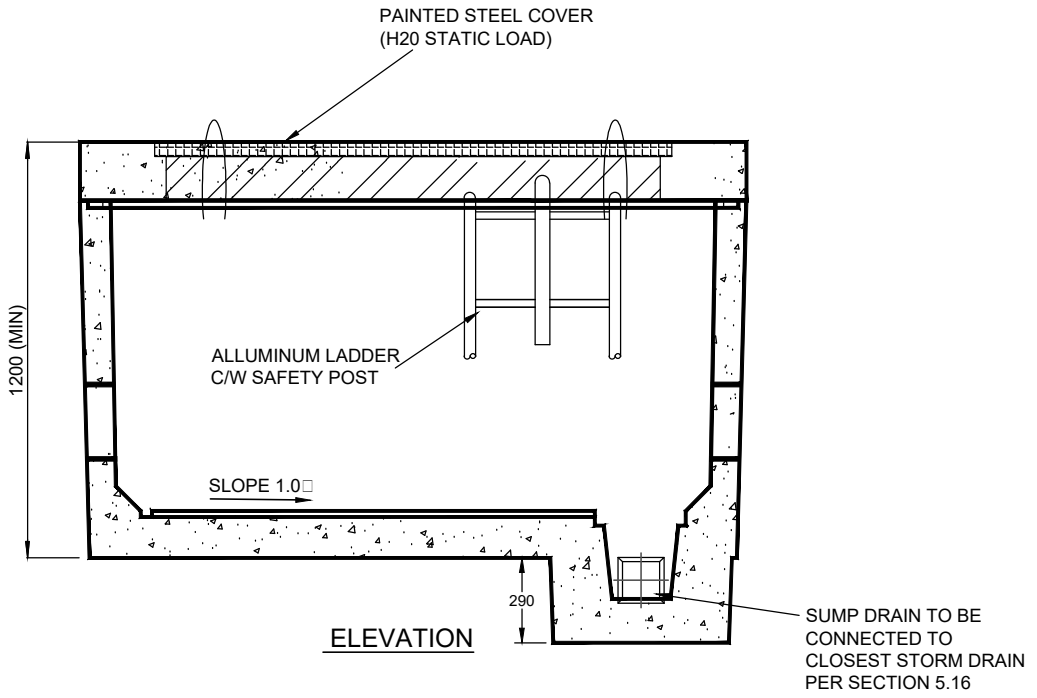 PAINTED STEEL COVER
(H20 STATIC LOAD)
1200 (MIN)
ALLUMINUM LADDER
C/W SAFETY POST
SLOPE 1.0□
290
ELEVATION
SUMP DRAIN TO BE
CONNECTED TO
CLOSEST STORM DRAIN
PER SECTION 5.16